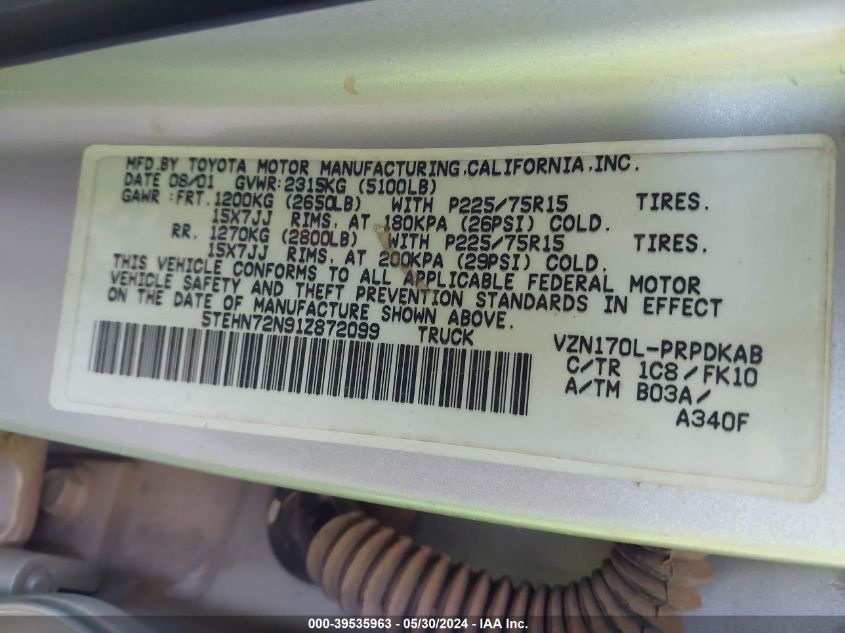 MFD.BY TOYOTA MOTOR MANUFACTURING,CALIFORNIA,INC.
DATE 08/01 GVWR:2315KG (5100LB)
GAWR :FRT.1200KG (2650LB) WITH P225/75R15 TIRES.
15X7JJ RIMS, AT 180KPA (26PSI) COLD.
RR. 1270KG (2800LB) WITH P225/75R15 TIRES.
15X7JJ RIMS, AT 200KPA (29PSI) COLD.
THIS VEHICLE CONFORMS TO ALL APPLICABLE FEDERAL MOTOR
VEHICLE SAFETY AND THEFT PREVENTION STANDARDS IN EFFECT
ON THE DATE OF MANUFACTURE SHOWN ABOVE.
5TEHN72N91Z872099 TRUCK
VZN170L-PRPDKAB
C/TR 1C8/FK10
A/TM B03A/
A340F
000-39535963 - 05/30/2024 - IAA Inc.